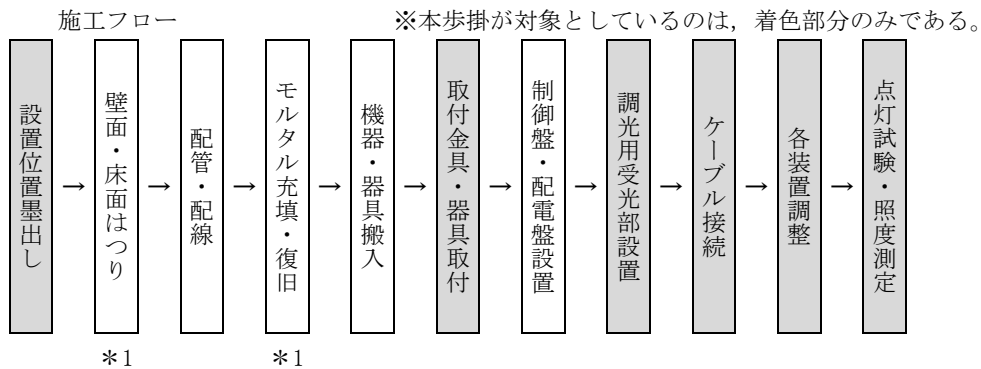 施工フロー
※本歩掛が対象としているのは，着色部分のみである。
設置位置墨出し
→
壁面・床面はつり
→
配管・配線
→
モルタル充填・復旧
→
機器・器具搬入
→
取付金具・器具取付
→
制御盤・配電盤設置
→
調光用受光部設置
→
ケーブル接続
→
各装置調整
→
点灯試験・照度測定
＊1
＊1